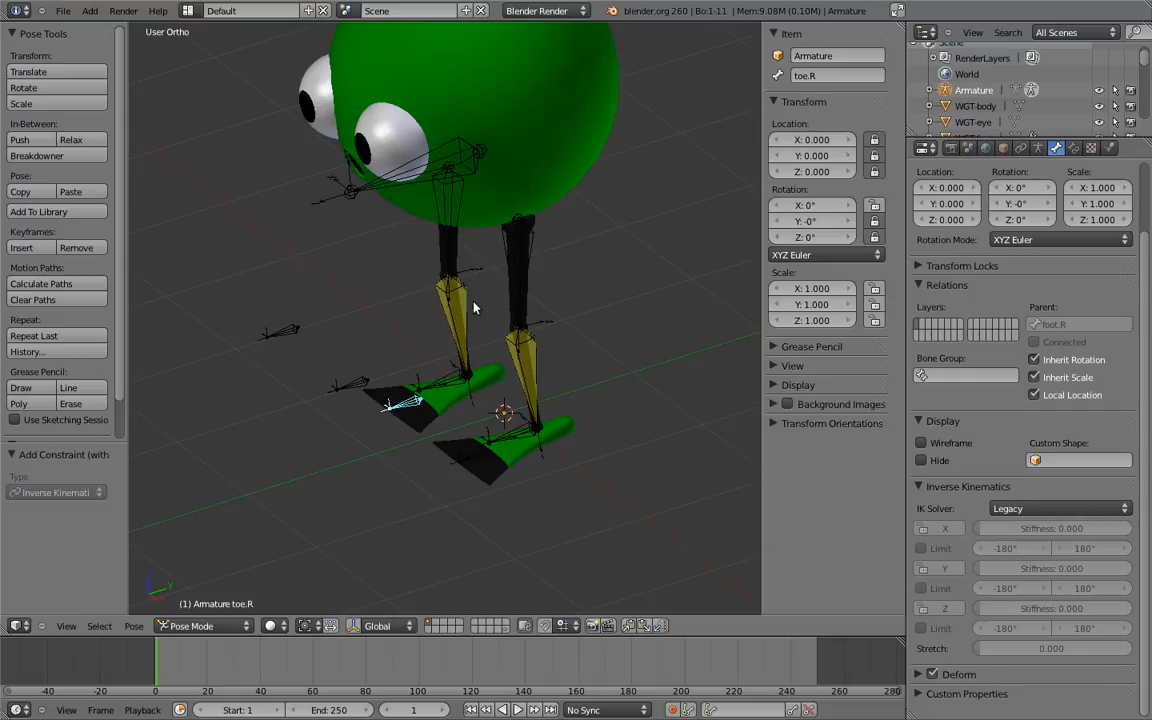 File Add Render Help Default Scene Blender Render blender.org 260 | Bo:1-11 | Mem:9.08M (0.10M) | Armature
User Ortho
Pose Tools
Transform:
Translate
Rotate
Scale
In-Between:
Push Relax
Breakdowner
Pose:
Copy Paste
Add To Library
Keyframes:
Insert Remove
Motion Paths:
Calculate Paths
Clear Paths
Repeat:
Repeat Last
History...
Grease Pencil:
Draw Line
Poly Erase
Use Sketching Sessio
Add Constraint (with
Type
Inverse Kinemati
(1) Armature toe.R
Item
Armature
toe.R
Transform
Location:
X: 0.000
Y: 0.000
Z: 0.000
Rotation:
X: 0°
Y: -0°
Z: 0°
XYZ Euler
Scale:
X: 1.000
Y: 1.000
Z: 1.000
Grease Pencil
View
Display
Background Images
Transform Orientations
View Search All Scenes
Scene
RenderLayers
World
Armature
WGT-body
WGT-eye
Location: Rotation: Scale:
X: 0.000 X: 0° X: 1.000
Y: 0.000 Y: -0° Y: 1.000
Z: 0.000 Z: 0° Z: 1.000
Rotation Mode: XYZ Euler
Transform Locks
Relations
Layers: Parent:
foot.R
Connected
Bone Group: Inherit Rotation
Inherit Scale
Local Location
Display
Wireframe Custom Shape:
Hide
Inverse Kinematics
IK Solver: Legacy
X Stiffness: 0.000
Limit -180° 180°
Y Stiffness: 0.000
Limit -180° 180°
Z Stiffness: 0.000
Limit -180° 180°
Stretch: 0.000
Deform
Custom Properties
View Select Pose Pose Mode Global
-40 -20 0 20 40 60 80 100 120 140 160 180 200 220 240 260 280
View Frame Playback Start: 1 End: 250 1 No Sync